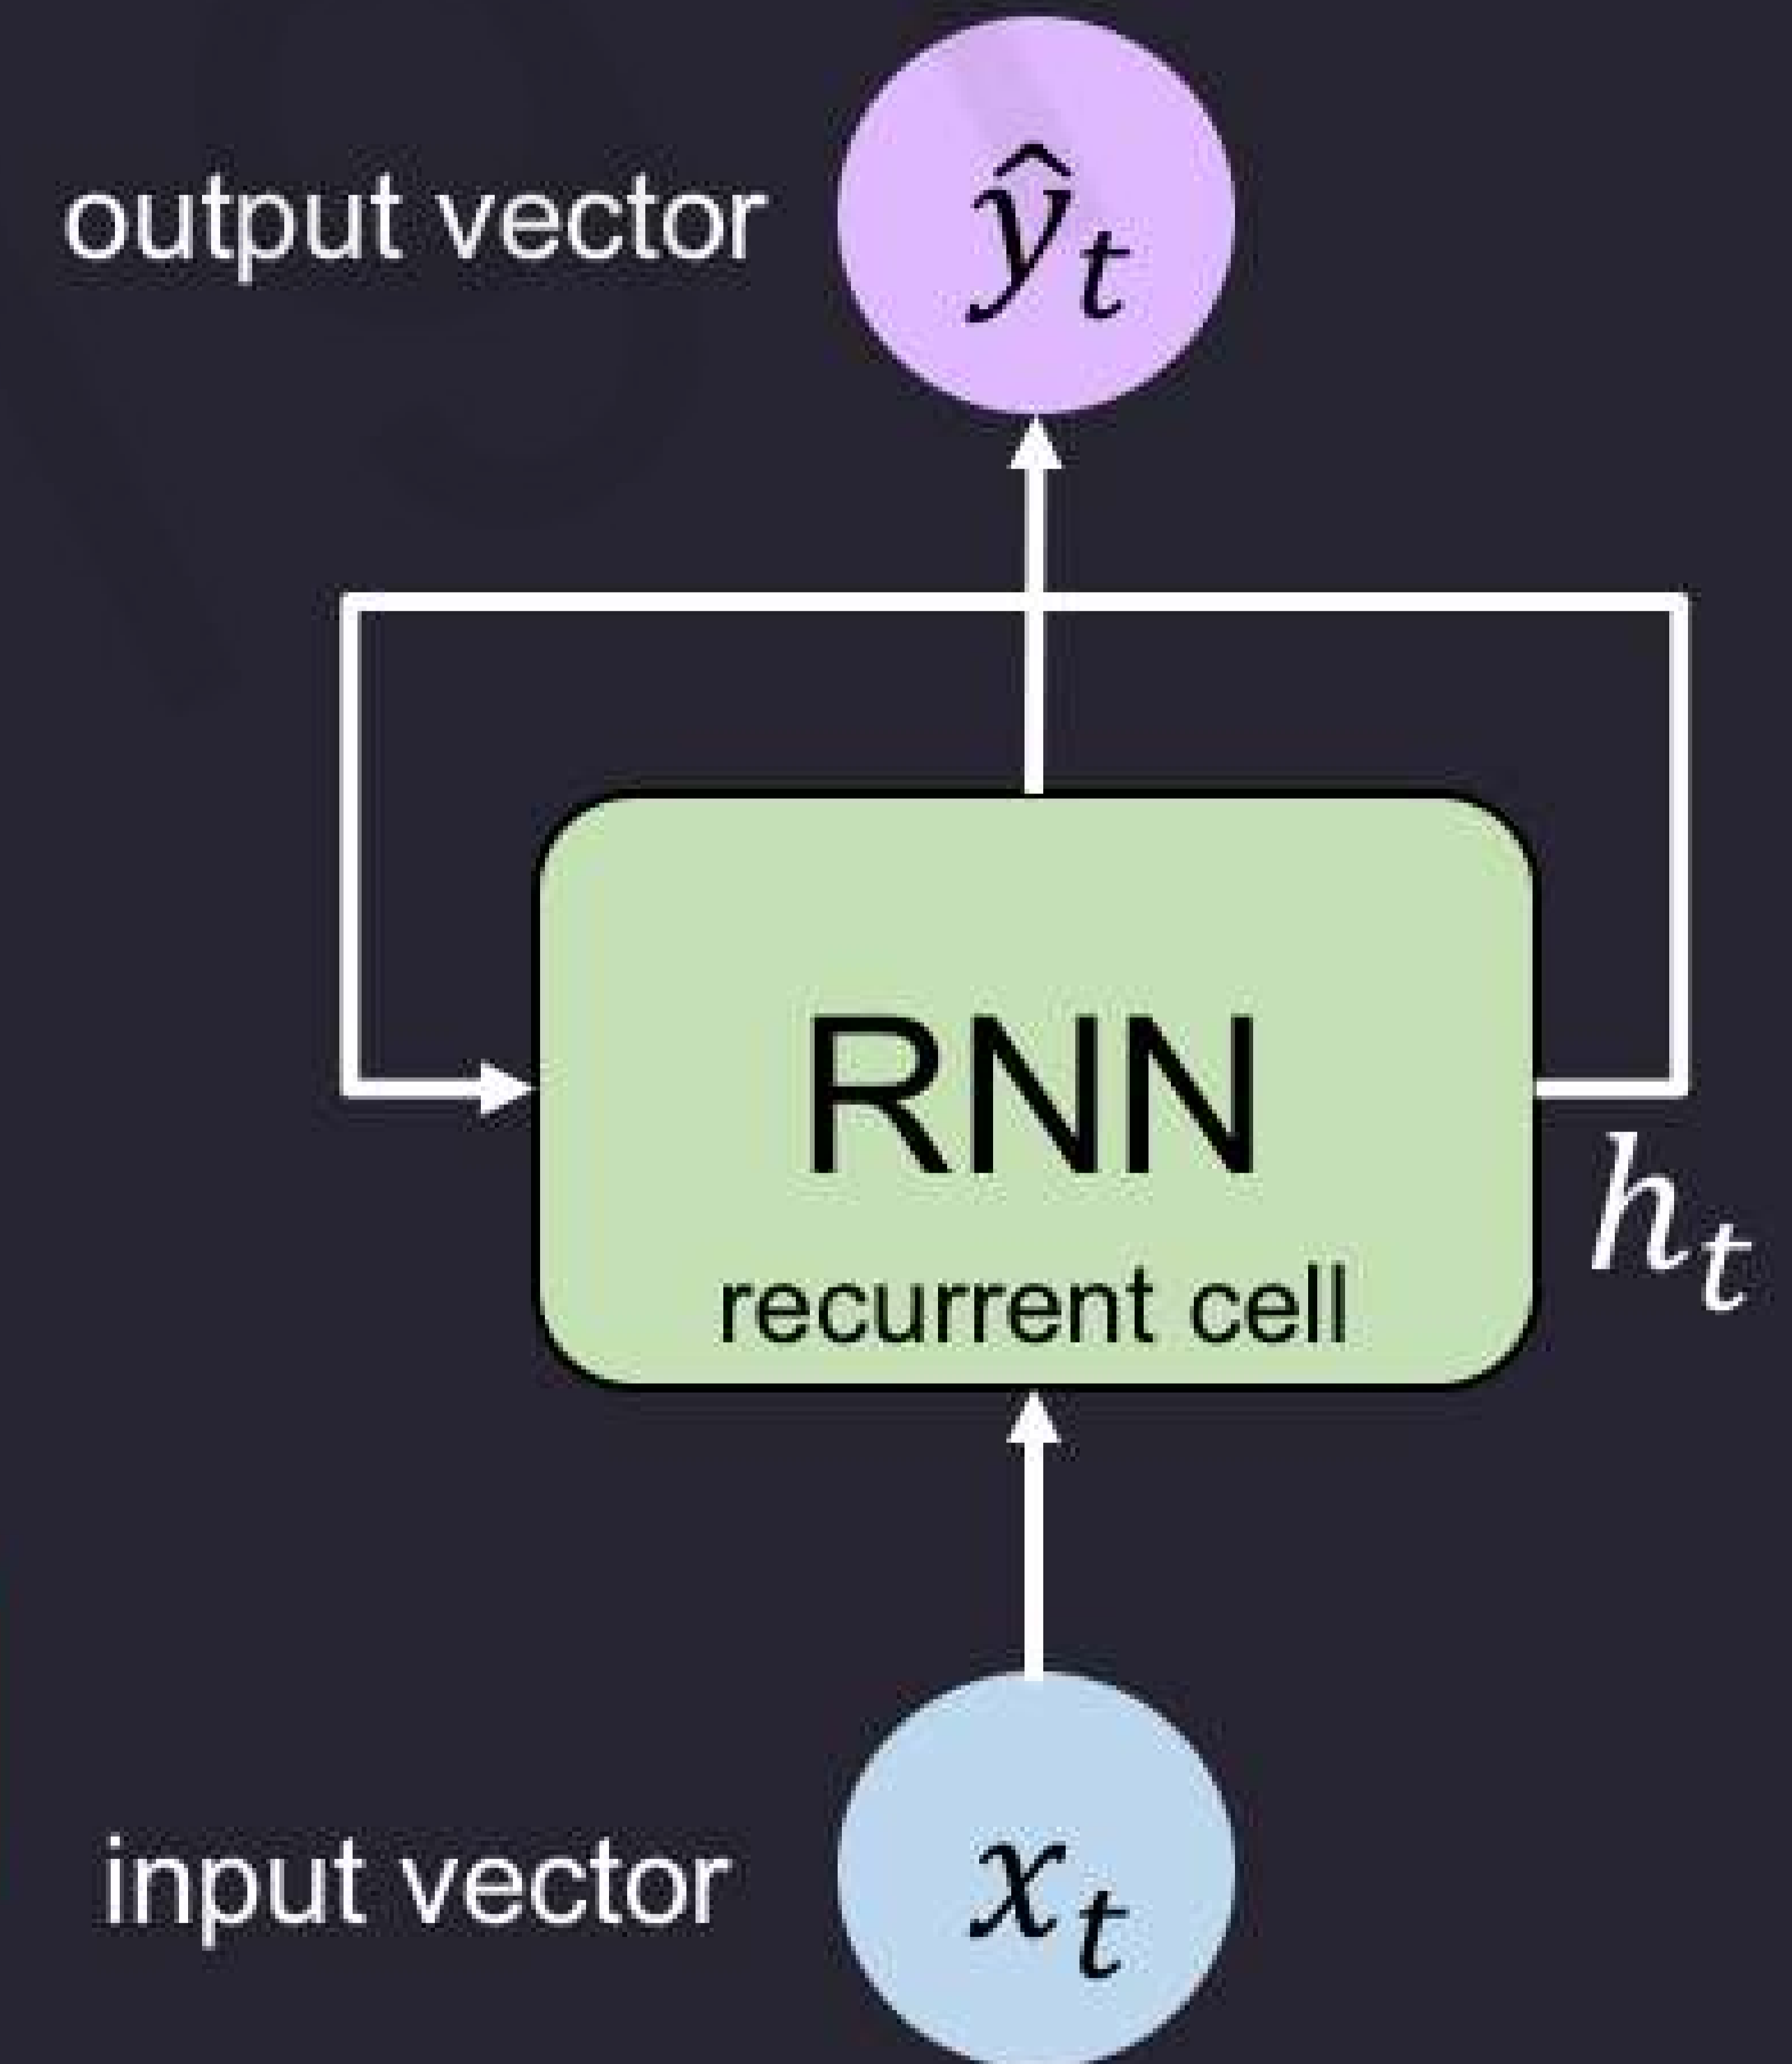 output vector
ŷₜ
RNN
hₜ
recurrent cell
input vector
xₜ